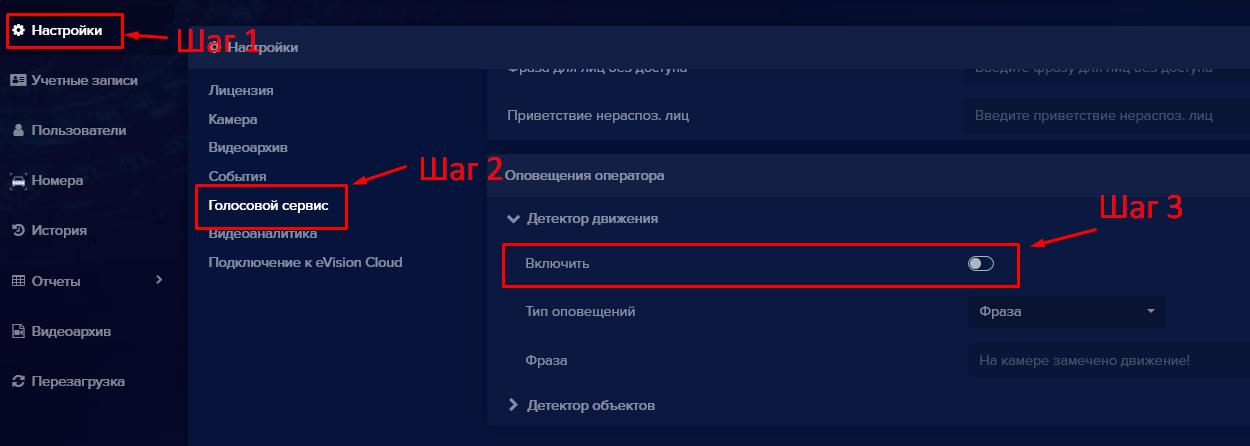 Настройки
Учетные записи
Пользователи
Номера
История
Отчеты
Видеоархив
Перезагрузка
Шаг 1
Настройки
Лицензия
Камера
Видеоархив
События
Голосовой сервис
Видеоаналитика
Подключение к eVision Cloud
Шаг 2
Фраза для лиц без доступа
Введите фразу для лиц без доступа
Приветствие нераспоз. лиц
Введите приветствие нераспоз. лиц
Оповещения оператора
Детектор движения
Шаг 3
Включить
Тип оповещений
Фраза
Фраза
На камере замечено движение!
Детектор объектов